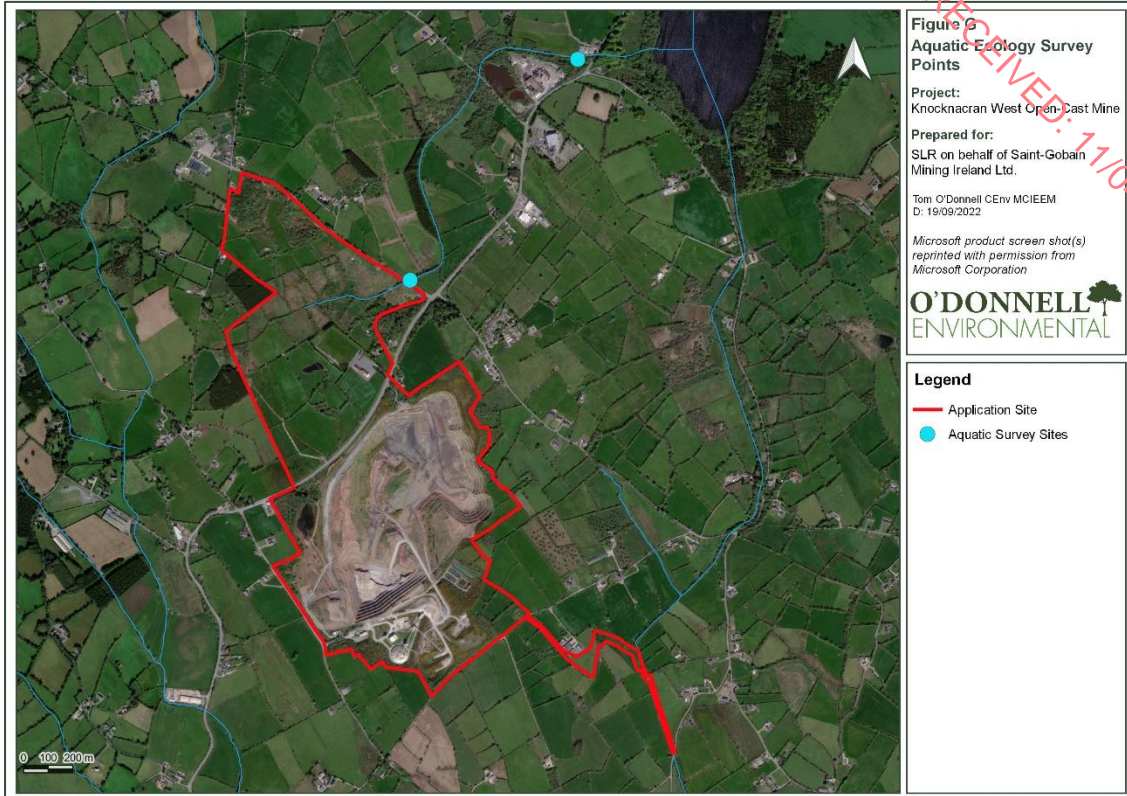 Figure G
Aquatic Ecology Survey
Points
Project:
Knocknacran West Open-Cast Mine
Prepared for:
SLR on behalf of Saint-Gobain
Mining Ireland Ltd.
Tom O'Donnell CEnv MCIEEM
D: 19/09/2022
Microsoft product screen shot(s)
reprinted with permission from
Microsoft Corporation
O'DONNELL
ENVIRONMENTAL
Legend
Application Site
Aquatic Survey Sites
0 100 200 m
RECEIVED: 11/0